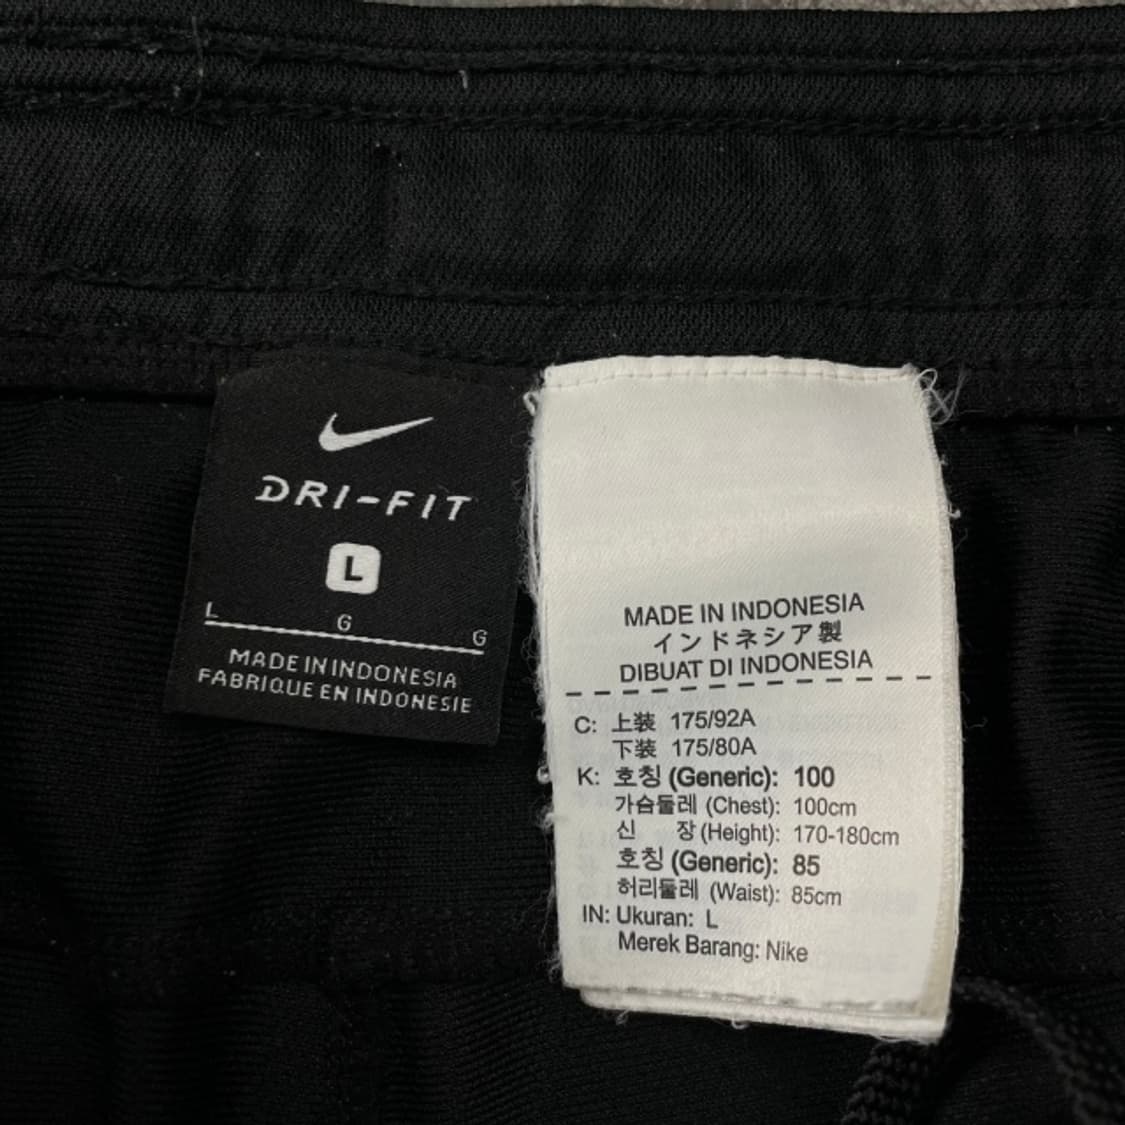 DRI-FIT
L
L G G
MADE IN INDONESIA
FABRIQUE EN INDONESIE
MADE IN INDONESIA
インドネシア製
DIBUAT DI INDONESIA
C: 上装 175/92A
下装 175/80A
K: 호칭 (Generic): 100
가슴둘레 (Chest): 100cm
신 장 (Height): 170-180cm
호칭 (Generic): 85
허리둘레 (Waist): 85cm
IN: Ukuran: L
Merek Barang: Nike